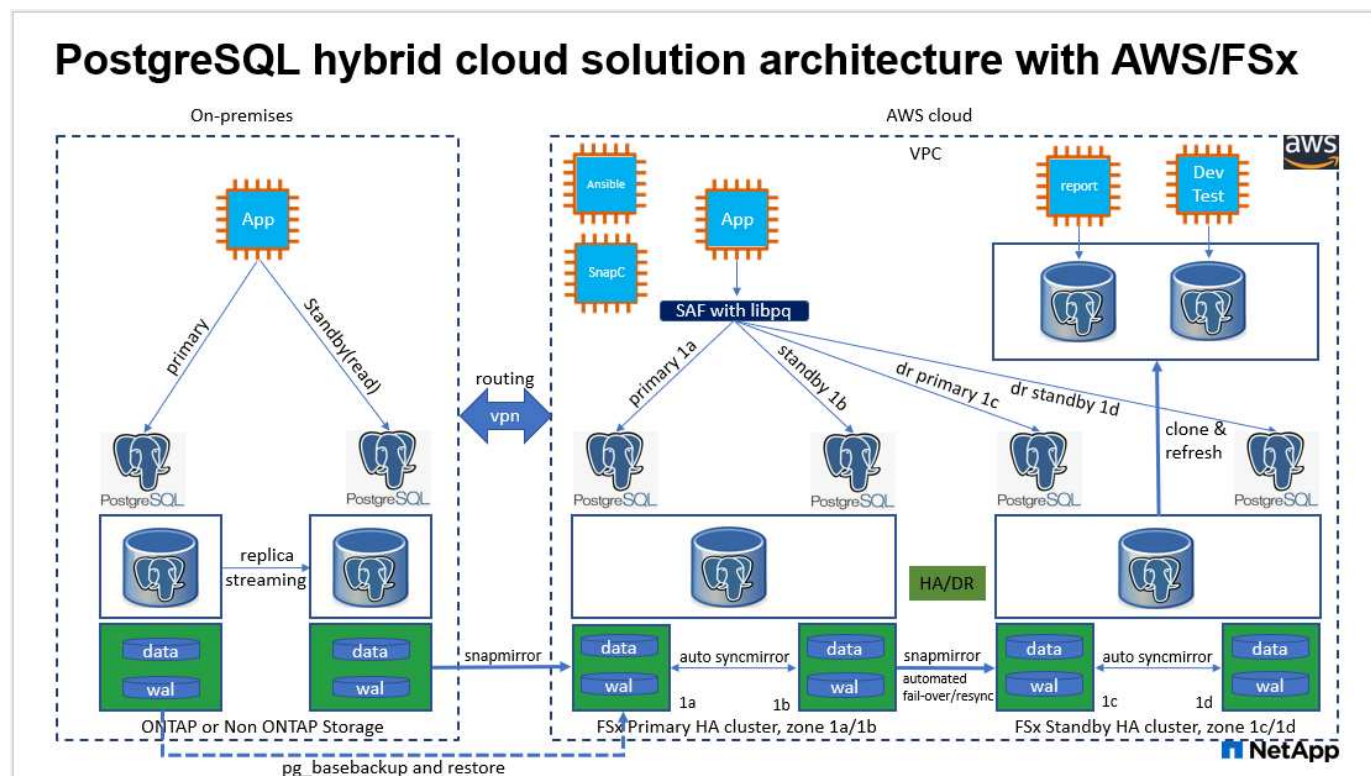 PostgreSQL hybrid cloud solution architecture with AWS/FSx
On-premises
AWS cloud
VPC
aws
App
Ansible
SnapC
App
report
Dev
Test
SAF with libpq
primary
Standby(read)
routing
vpn
primary 1a
standby 1b
dr primary 1c
dr standby 1d
clone &
refresh
PostgreSQL
PostgreSQL
PostgreSQL
PostgreSQL
PostgreSQL
PostgreSQL
replica
streaming
HA/DR
data
wal
data
wal
snapmirror
data
wal
1a
auto syncmirror
data
wal
1b
snapmirror
automated
fail-over/resync
data
wal
1c
auto syncmirror
data
wal
1d
ONTAP or Non ONTAP Storage
FSx Primary HA cluster, zone 1a/1b
FSx Standby HA cluster, zone 1c/1d
NetApp
pg_basebackup and restore